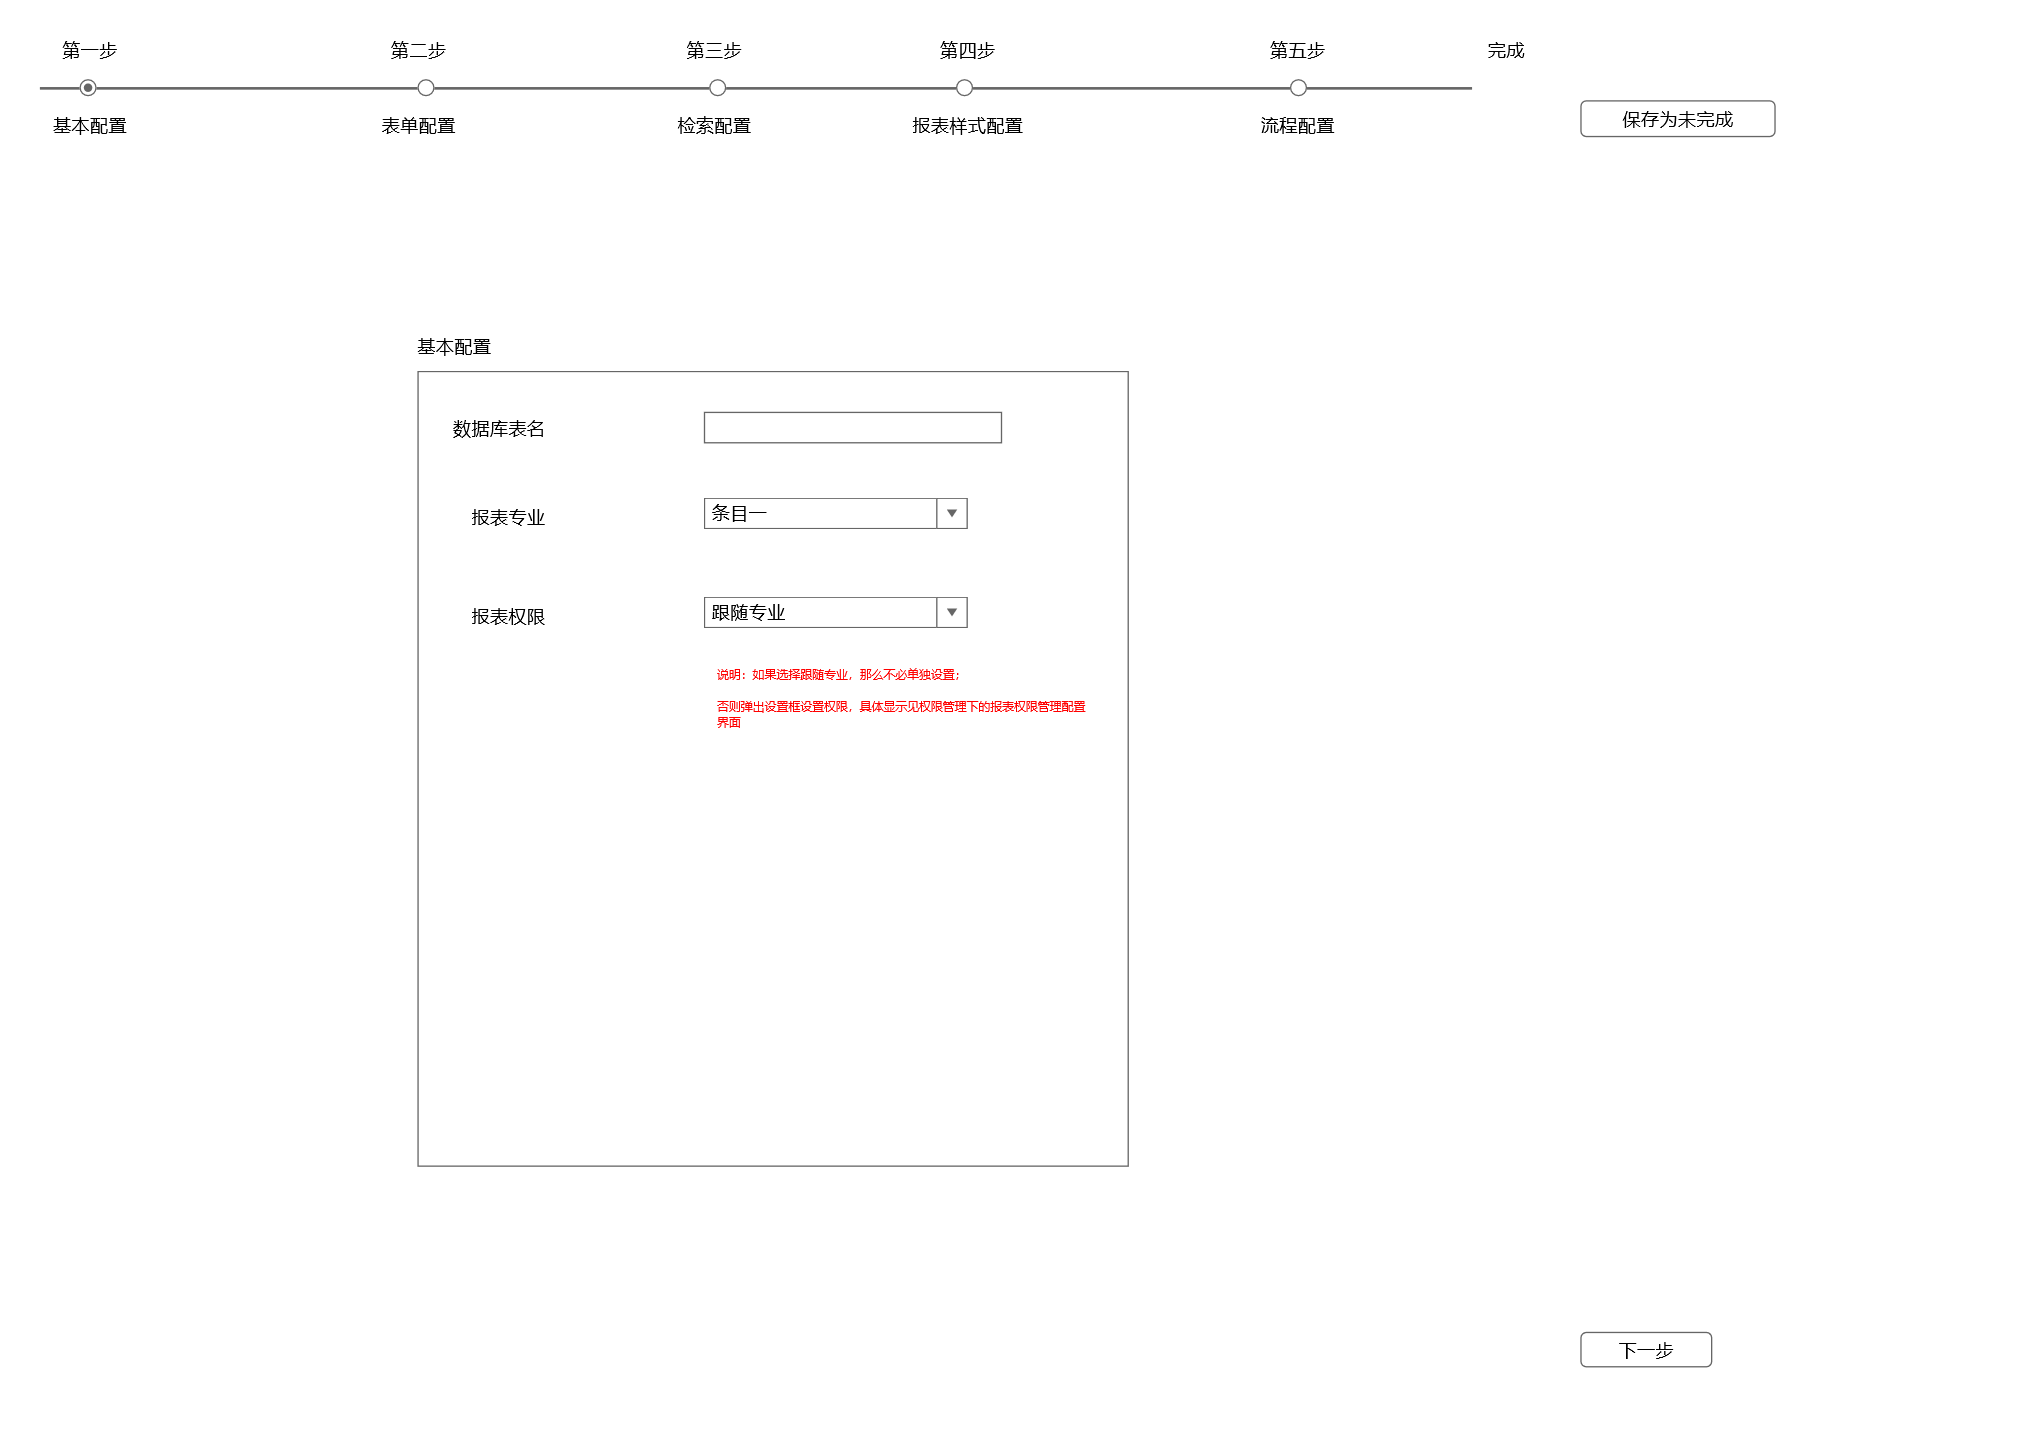 第一步
第二步
第三步
第四步
第五步
完成
基本配置
表单配置
检索配置
报表样式配置
流程配置
保存为未完成
基本配置
数据库表名
报表专业
条目一
报表权限
跟随专业
说明：如果选择跟随专业，那么不必单独设置；
否则弹出设置框设置权限，具体显示见权限管理下的报表权限管理配置
界面
下一步